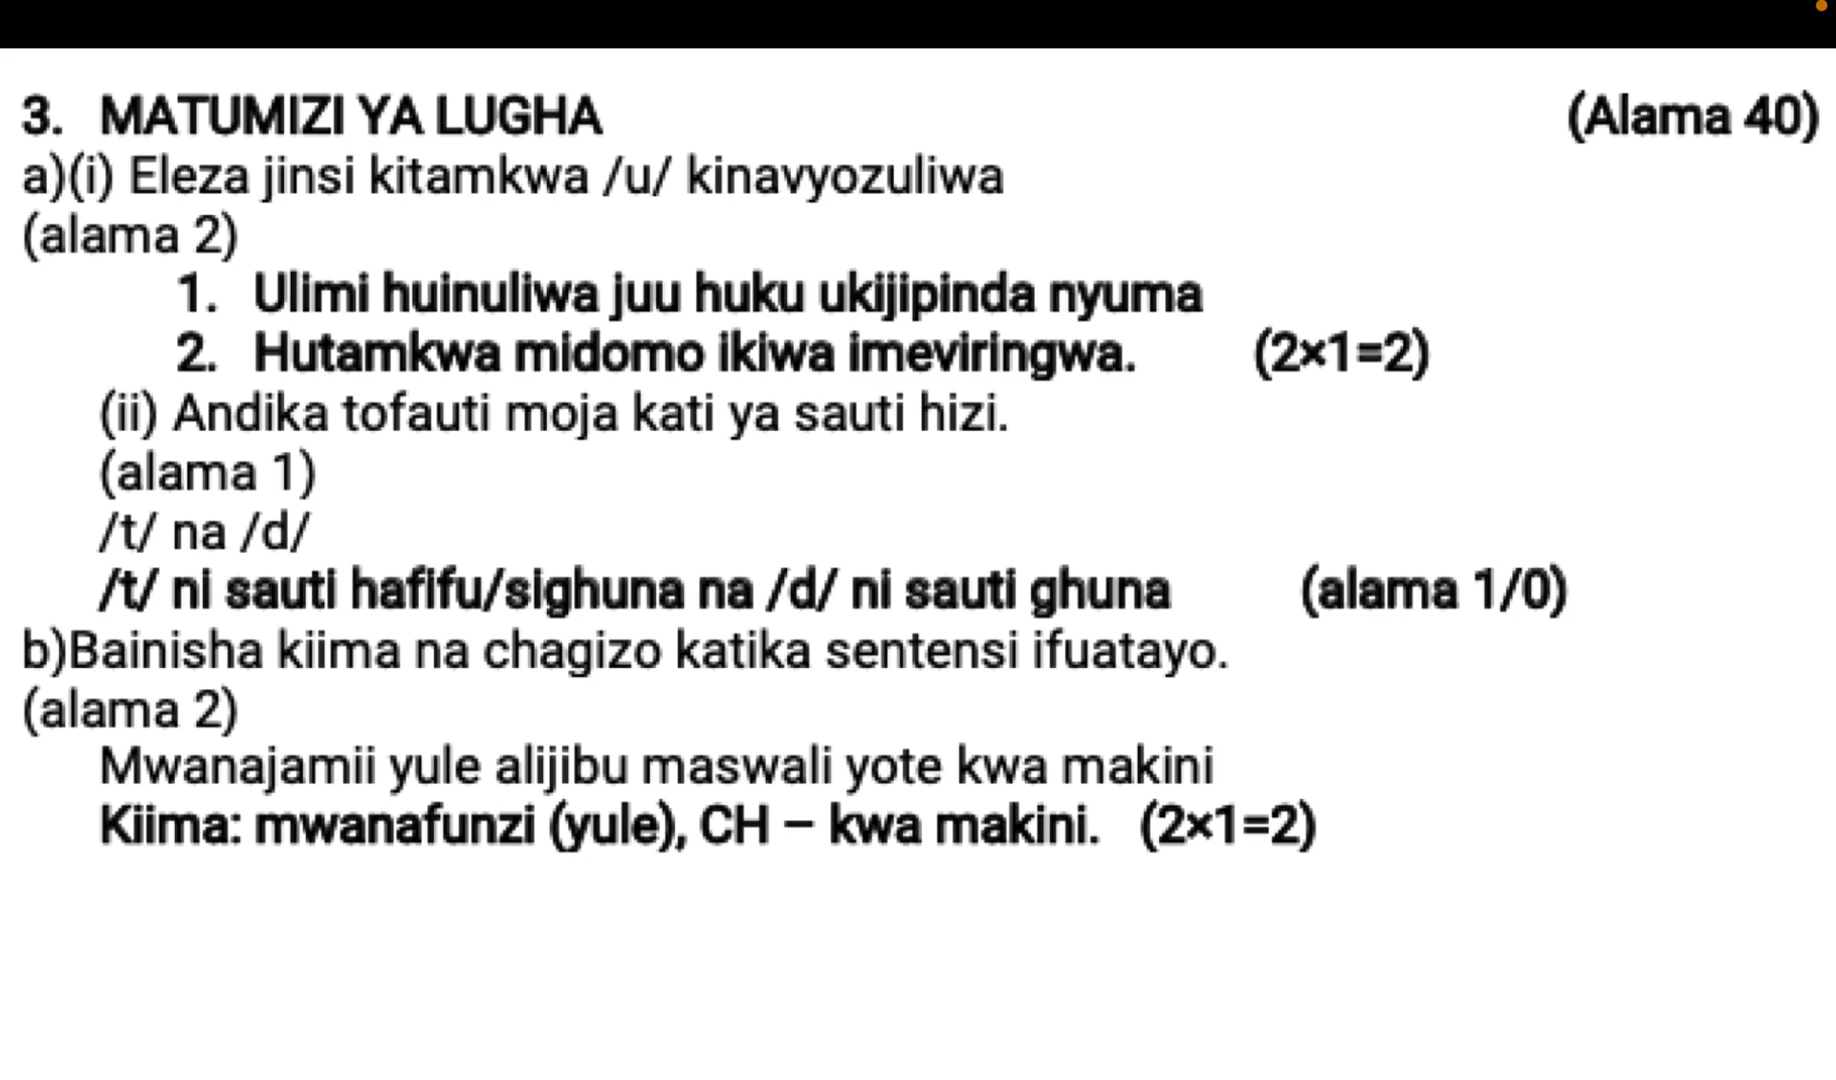 3. MATUMIZI YA LUGHA (Alama 40)
a)(i) Eleza jinsi kitamkwa /u/ kinavyozuliwa
(alama 2)
1. Ulimi huinuliwa juu huku ukijipinda nyuma
2. Hutamkwa midomo ikiwa imeviringwa. (2×1=2)
(ii) Andika tofauti moja kati ya sauti hizi.
(alama 1)
/t/ na /d/
/t/ ni sauti hafifu/sighuna na /d/ ni sauti ghuna (alama 1/0)
b)Bainisha kiima na chagizo katika sentensi ifuatayo.
(alama 2)
Mwanajamii yule alijibu maswali yote kwa makini
Kiima: mwanafunzi (yule), CH – kwa makini. (2×1=2)